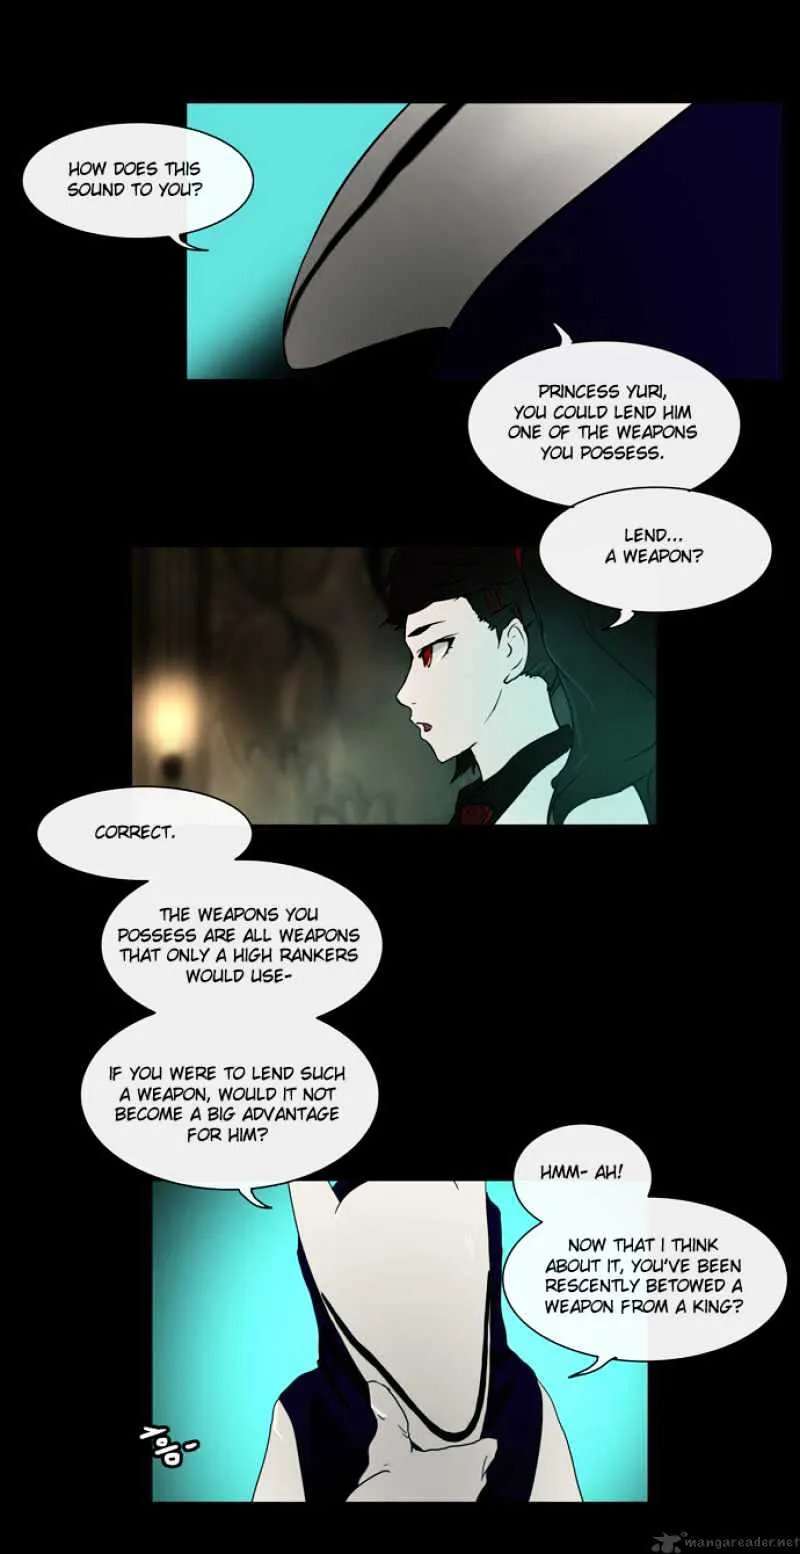 HOW DOES THIS
SOUND TO YOU?
PRINCESS YURI,
YOU COULD LEND HIM
ONE OF THE WEAPONS
YOU POSSESS.
LEND...
A WEAPON?
CORRECT.
THE WEAPONS YOU
POSSESS ARE ALL WEAPONS
THAT ONLY A HIGH RANKERS
WOULD USE-
IF YOU WERE TO LEND SUCH
A WEAPON, WOULD IT NOT
BECOME A BIG ADVANTAGE
FOR HIM?
HMM- AH!
NOW THAT I THINK
ABOUT IT, YOU'VE BEEN
RESCENTLY BETOWED A
WEAPON FROM A KING?
mangareader.net